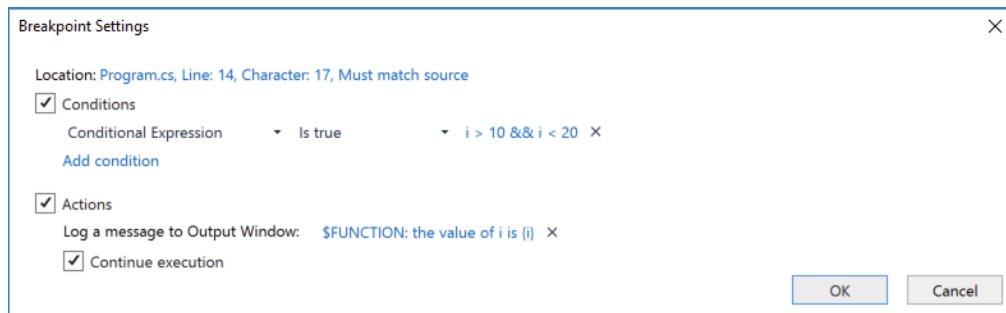 Breakpoint Settings
Location: Program.cs, Line: 14, Character: 17, Must match source
Conditions
Conditional Expression Is true i > 10 && i < 20
Add condition
Actions
Log a message to Output Window: $FUNCTION: the value of i is {i}
Continue execution
OK Cancel